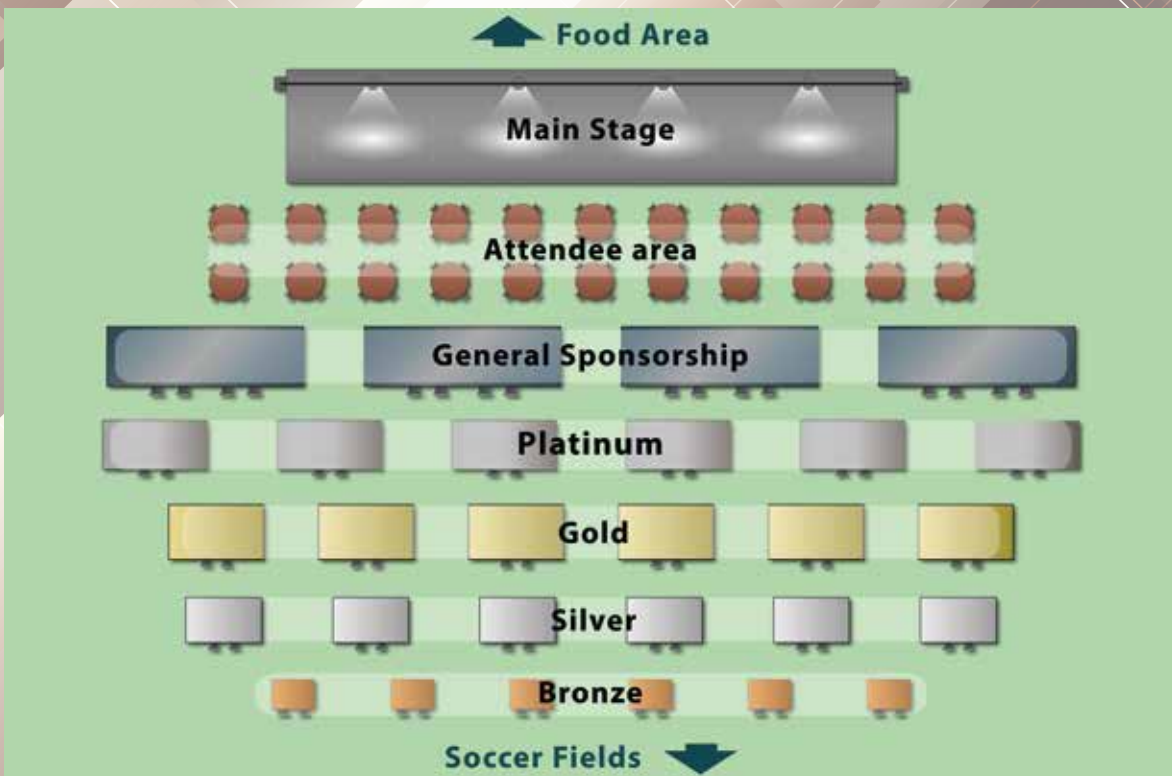 Food Area
Main Stage
Attendee area
General Sponsorship
Platinum
Gold
Silver
Bronze
Soccer Fields